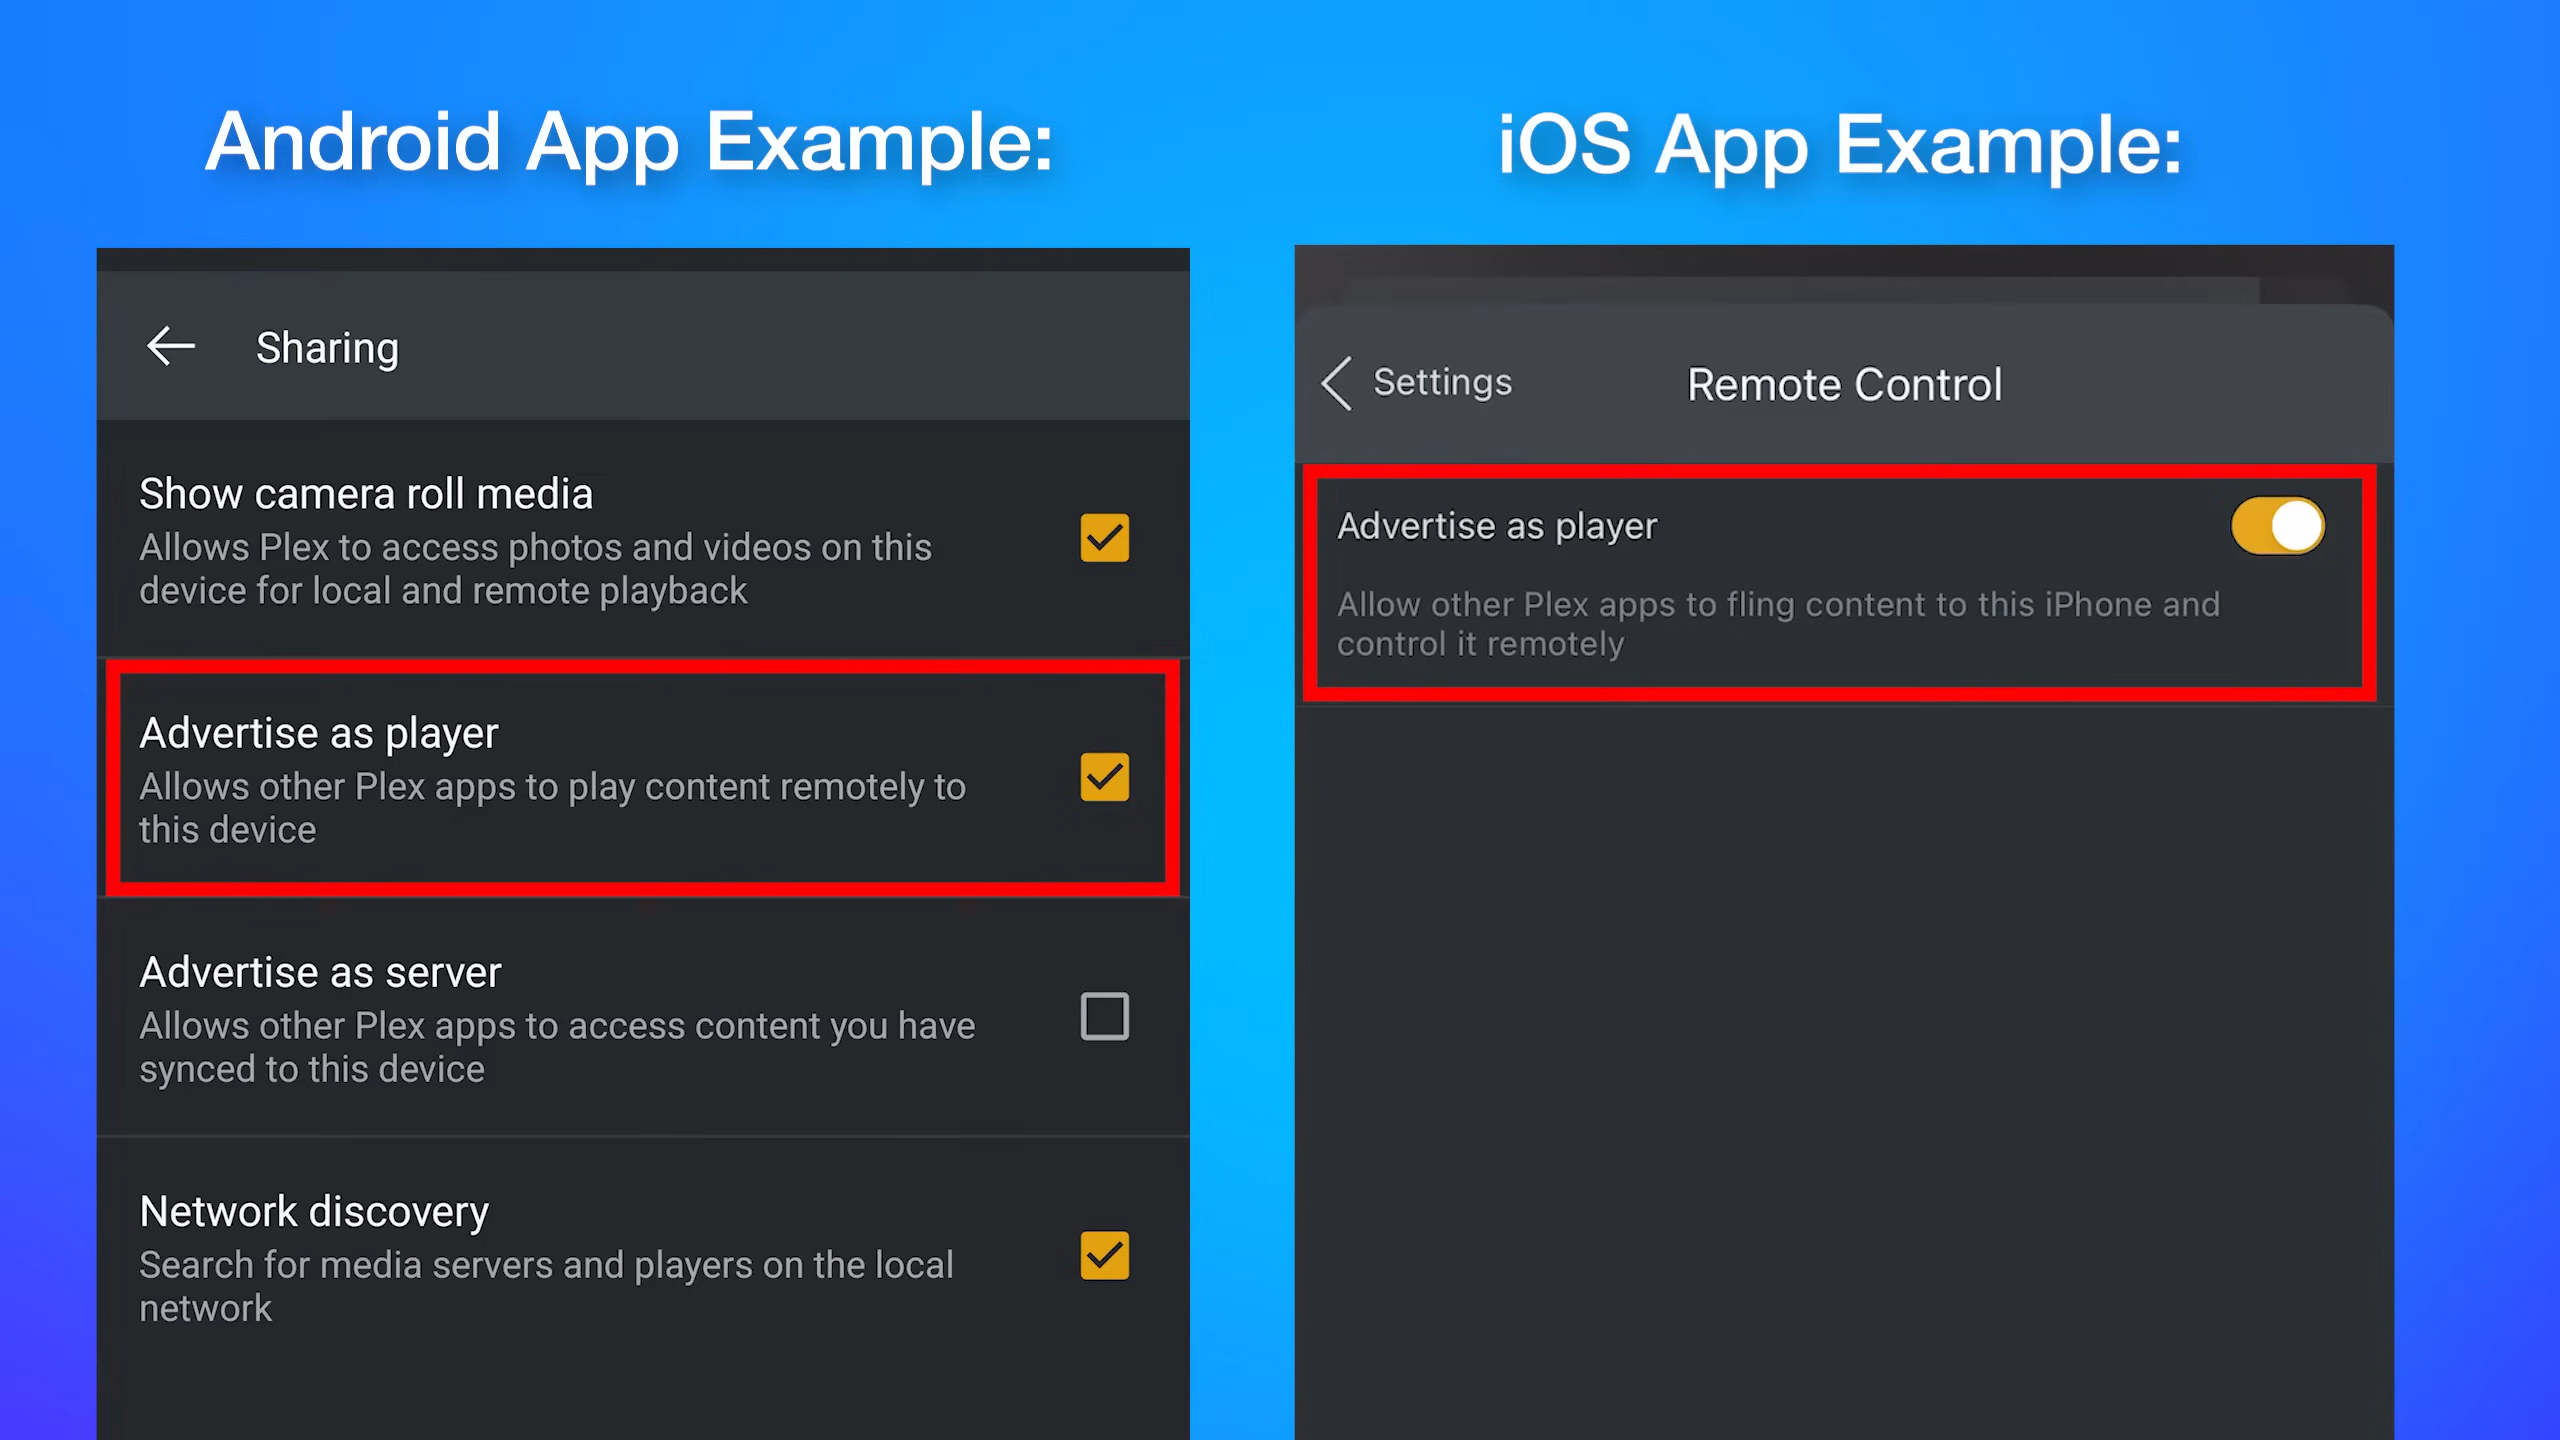 Android App Example:
Sharing
Show camera roll media
Allows Plex to access photos and videos on this
device for local and remote playback
Advertise as player
Allows other Plex apps to play content remotely to
this device
Advertise as server
Allows other Plex apps to access content you have
synced to this device
Network discovery
Search for media servers and players on the local
network
iOS App Example:
Settings
Remote Control
Advertise as player
Allow other Plex apps to fling content to this iPhone and
control it remotely